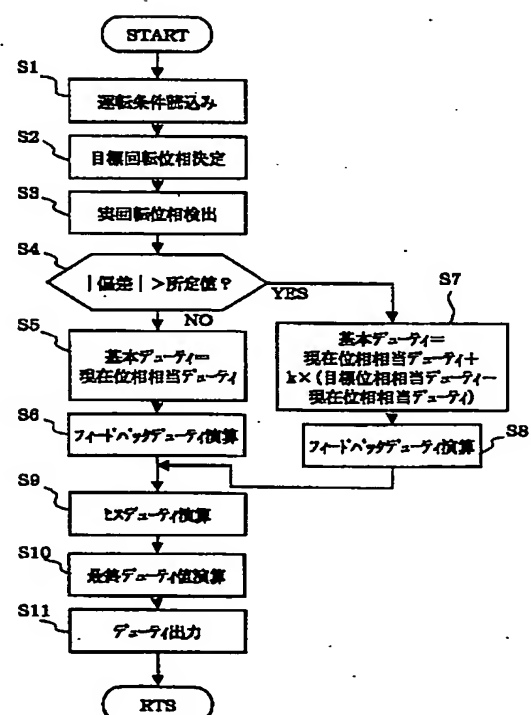 START
S1
運転条件読込み
S2
目標回転位相決定
S3
実回転位相検出
S4
|偏差|>所定値?
YES
NO
S5
基本デューティ=
現在位相相当デューティ
S6
フィードバックデューティ演算
S7
基本デューティ=
現在位相相当デューティ+
k×(目標位相相当デューティ-
現在位相相当デューティ)
S8
フィードバックデューティ演算
S9
ヒスデューティ演算
S10
最終デューティ値演算
S11
デューティ出力
RTS